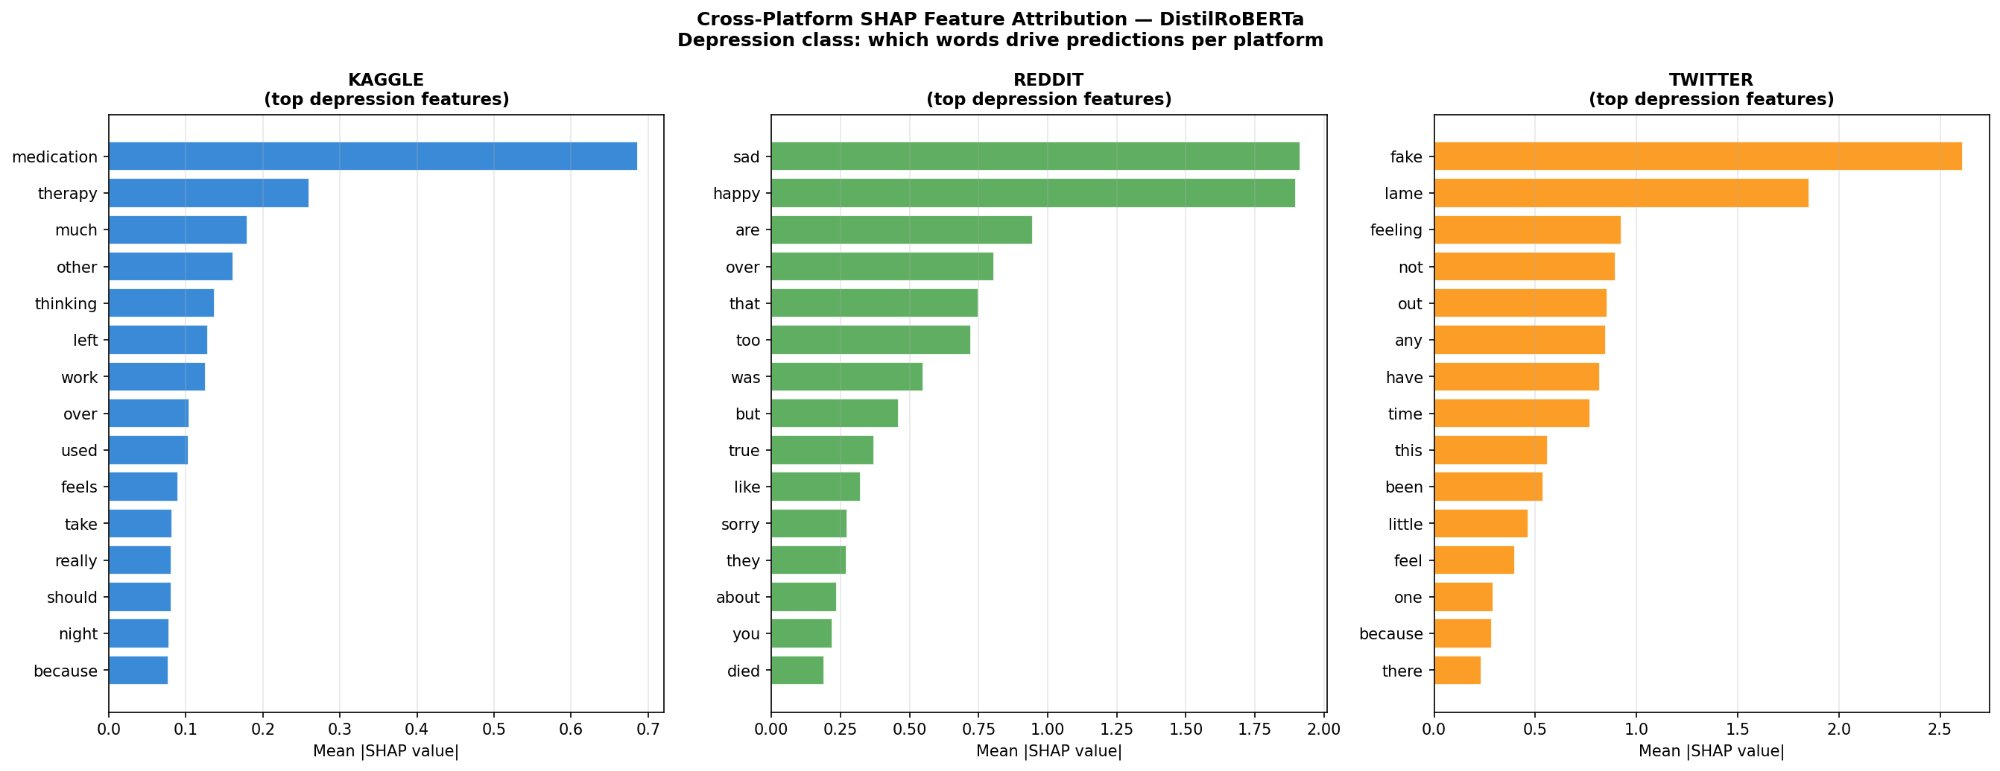 Cross-Platform SHAP Feature Attribution — DistilRoBERTa
Depression class: which words drive predictions per platform
KAGGLE
(top depression features)
medication
therapy
much
other
thinking
left
work
over
used
feels
take
really
should
night
because
0.0 0.1 0.2 0.3 0.4 0.5 0.6 0.7
Mean |SHAP value|
REDDIT
(top depression features)
sad
happy
are
over
that
too
was
but
true
like
sorry
they
about
you
died
0.00 0.25 0.50 0.75 1.00 1.25 1.50 1.75 2.00
Mean |SHAP value|
TWITTER
(top depression features)
fake
lame
feeling
not
out
any
have
time
this
been
little
feel
one
because
there
0.0 0.5 1.0 1.5 2.0 2.5
Mean |SHAP value|